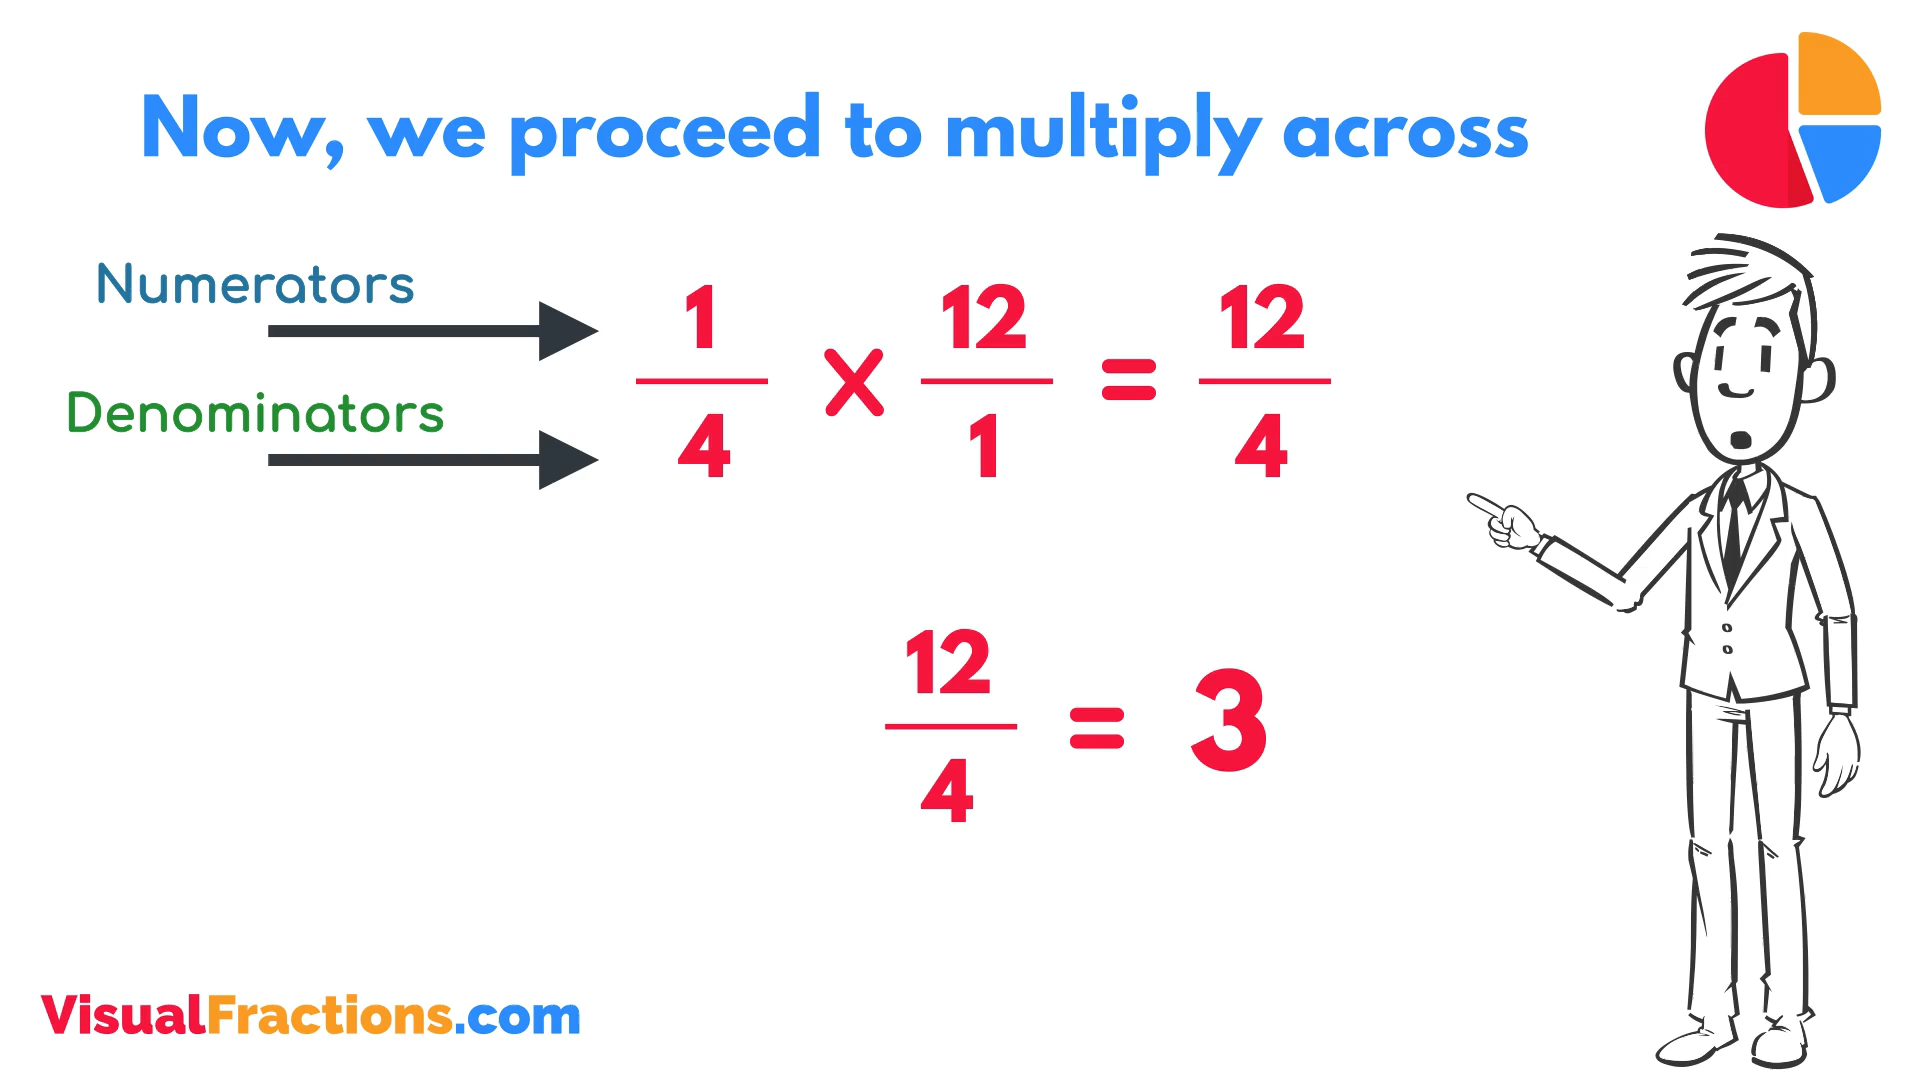 Now, we proceed to multiply across
Numerators
Denominators
1/4 x 12/1 = 12/4
12/4 = 3
VisualFractions.com